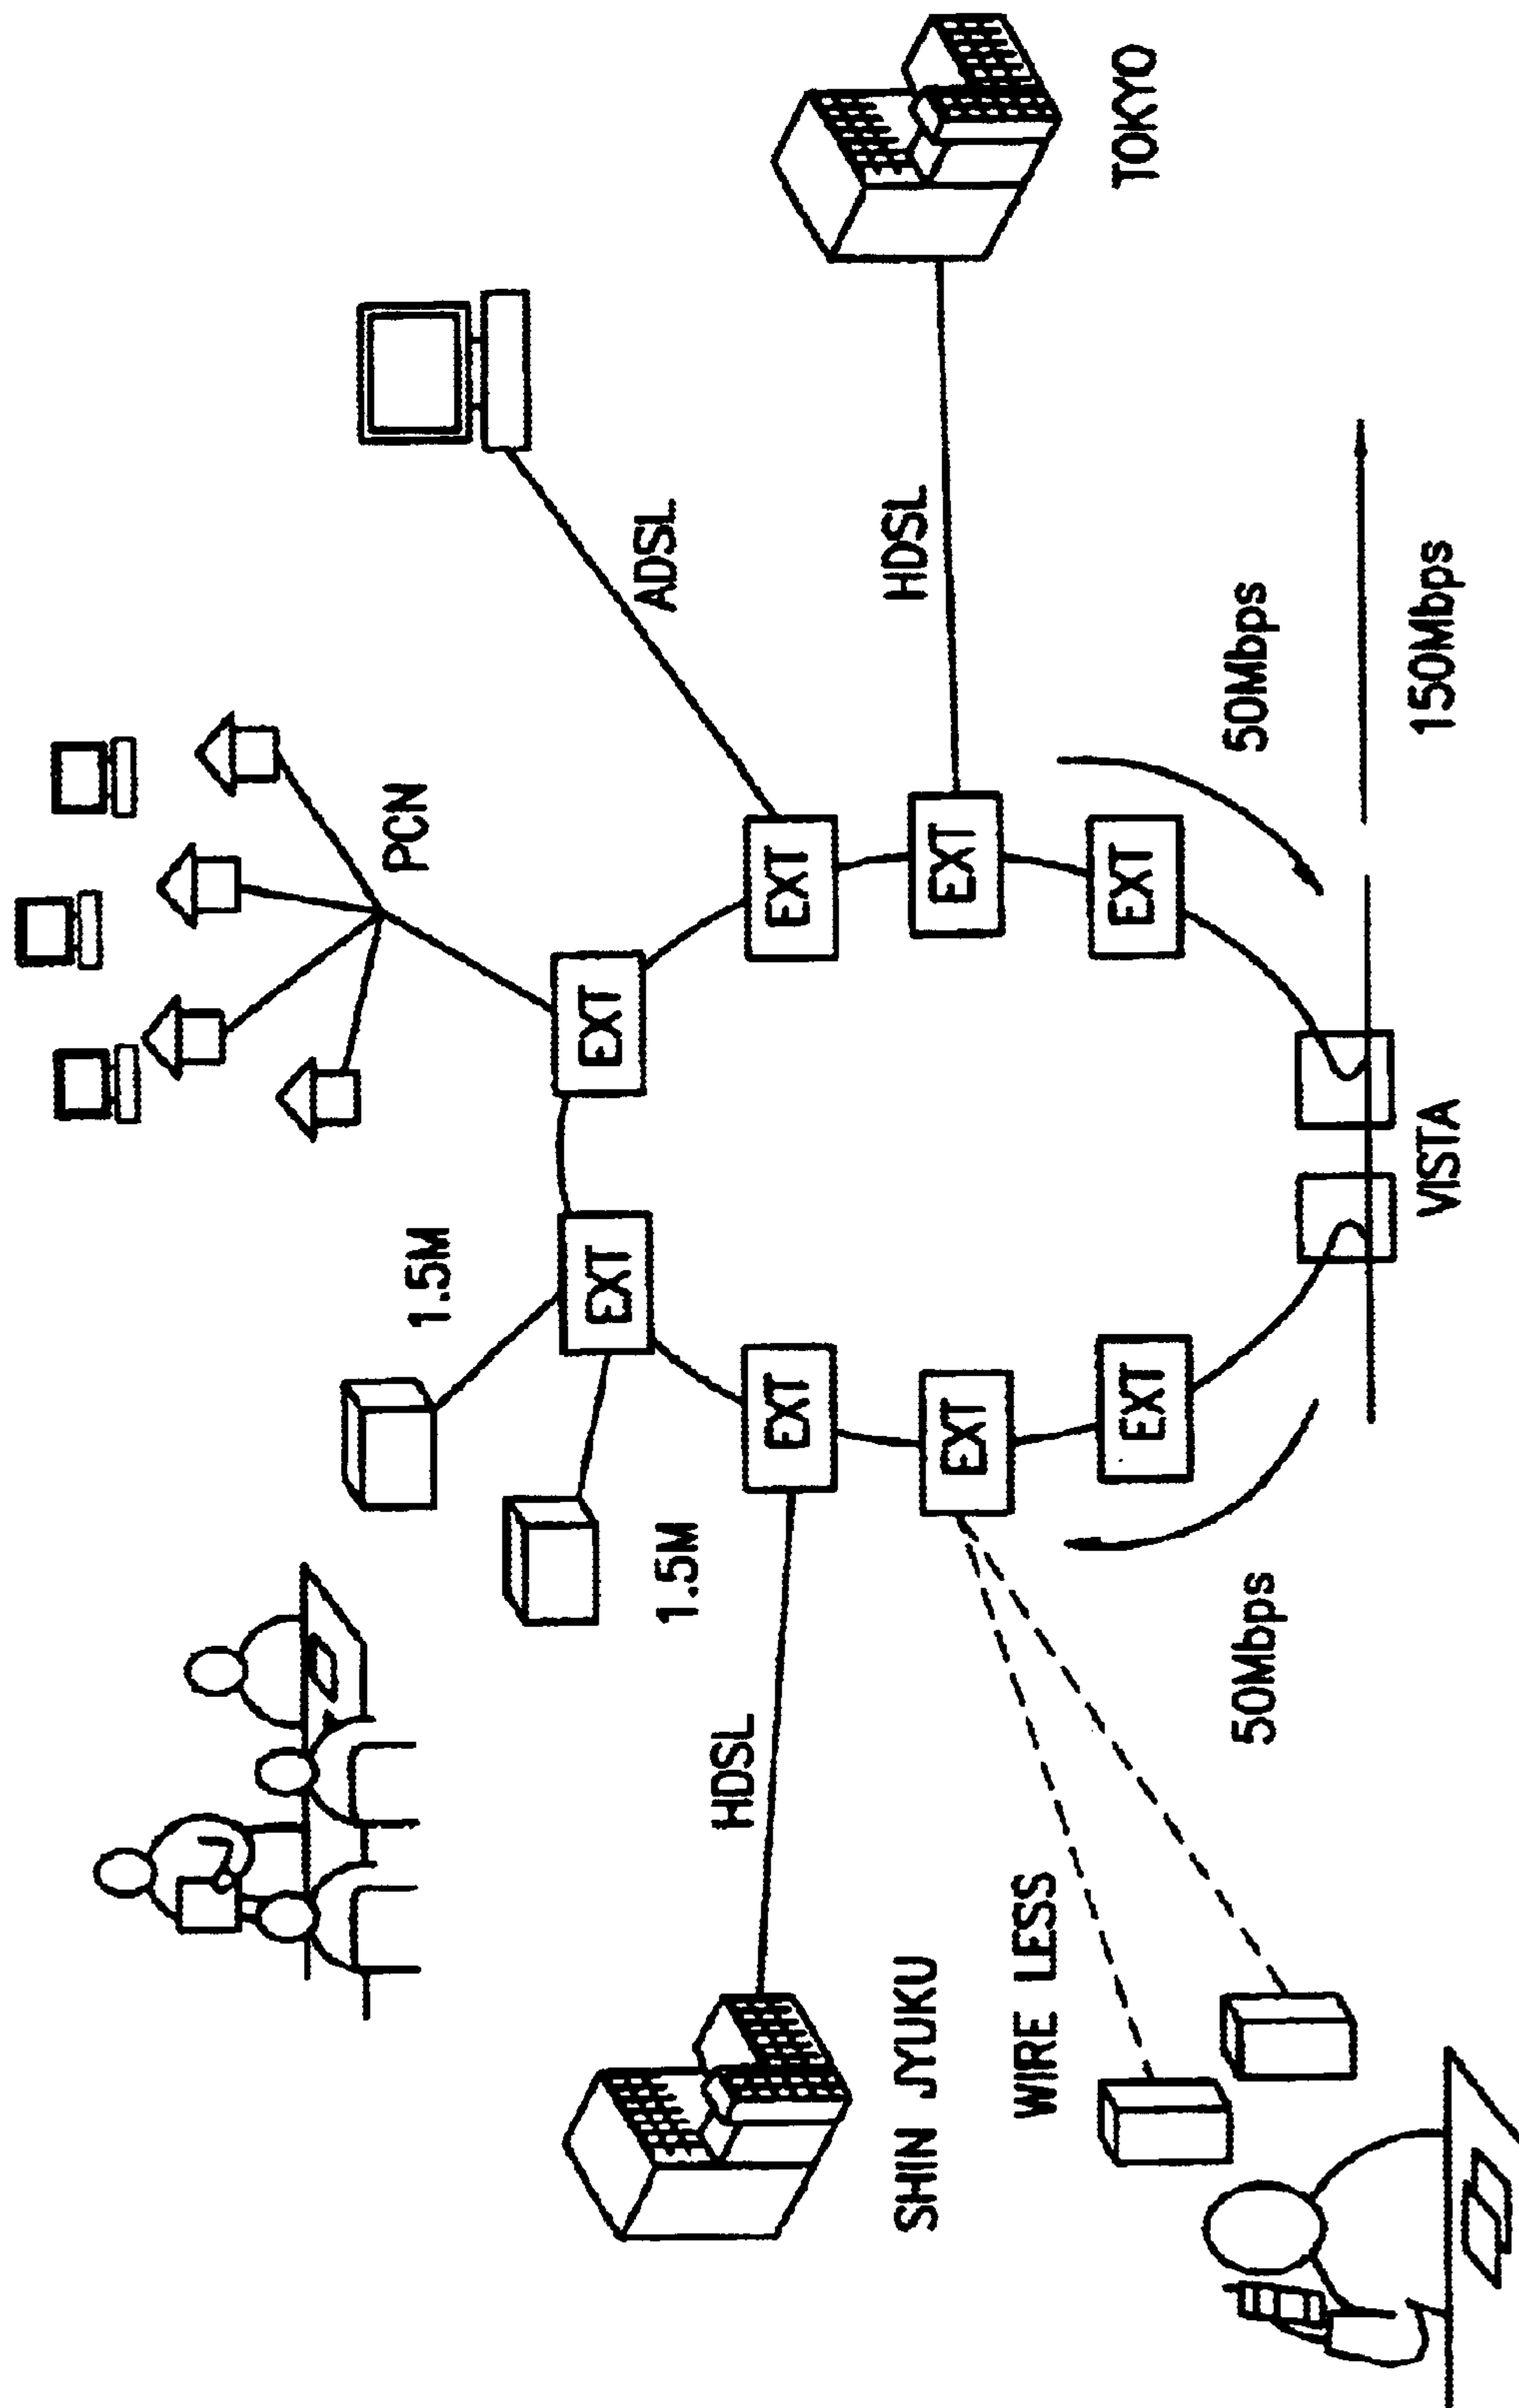 PCN
1.5M
ADSL
1.5M
EXT
EXT
HDSL
EXT
EXT
SHIN JYUKU
HDSL
TOKYO
EXT
EXT
WIRE LESS
EXT
EXT
50Mbps
50Mbps
VISTA
150Mbps